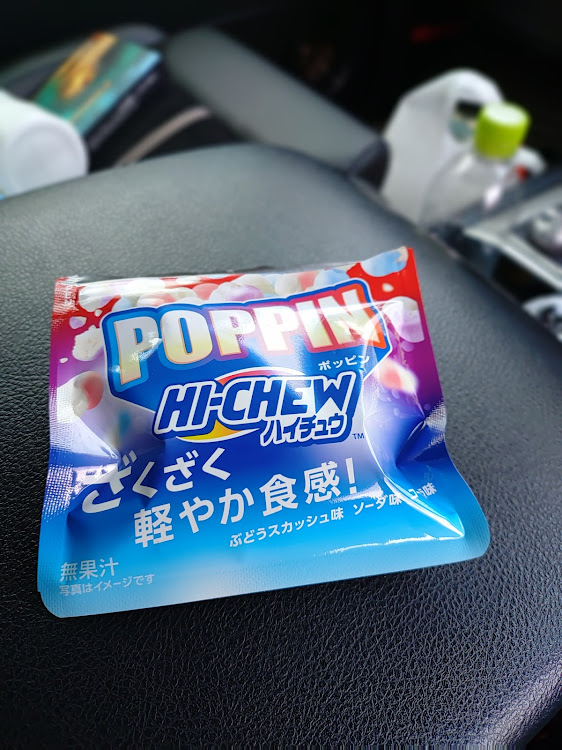 POPPIN
ポッピン
HI-CHEW
ハイチュウ
TM
ざくざく
軽やか食感!
ぶどうスカッシュ味 ソーダ味
無果汁
写真はイメージです